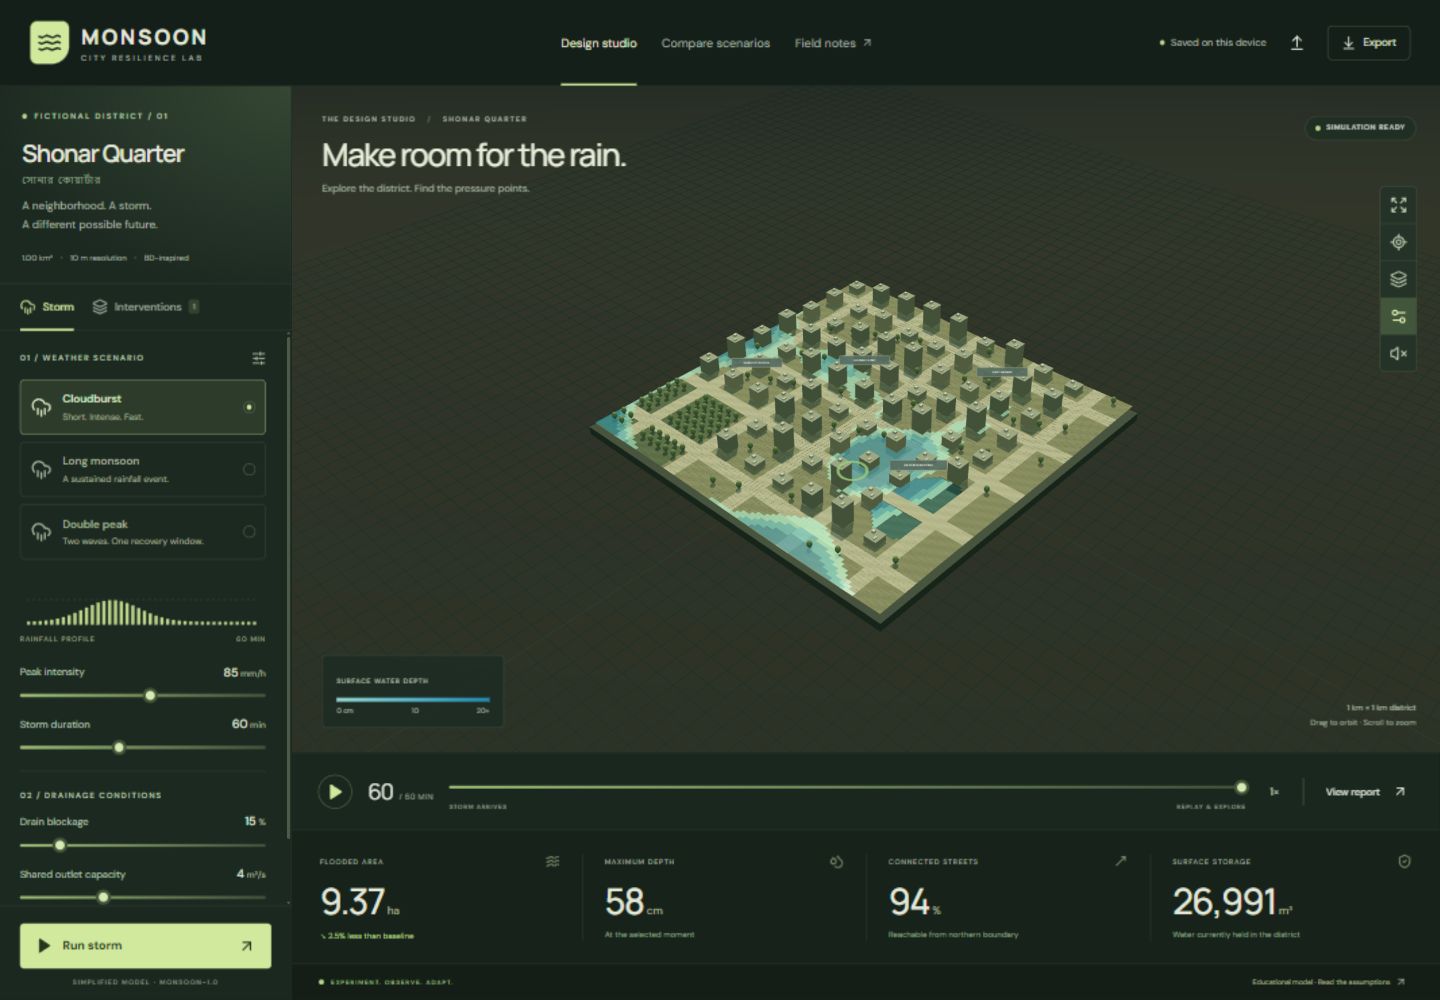 MONSOON
CITY RESILIENCE LAB
Design studio
Compare scenarios
Field notes
Saved on this device
Export
FICTIONAL DISTRICT / 01
Shonar Quarter
সোনার কোয়ার্টার
A neighborhood. A storm.
A different possible future.
1.00 km² · 10 m resolution · BD-inspired
Storm
Interventions 1
01 / WEATHER SCENARIO
Cloudburst
Short. Intense. Fast.
Long monsoon
A sustained rainfall event.
Double peak
Two waves. One recovery window.
RAINFALL PROFILE
60 MIN
Peak intensity
85 mm/h
Storm duration
60 min
02 / DRAINAGE CONDITIONS
Drain blockage
15 %
Shared outlet capacity
4 m³/s
Run storm
SIMPLIFIED MODEL · MONSOON-1.0
THE DESIGN STUDIO / SHONAR QUARTER
Make room for the rain.
Explore the district. Find the pressure points.
SIMULATION READY
SURFACE WATER DEPTH
0 cm 10 20+
1 km × 1 km district
Drag to orbit · Scroll to zoom
60 / 60 MIN
STORM ARRIVES
REPLAY & EXPLORE
1×
View report
FLOODED AREA
9.37 ha
↘ 2.5% less than baseline
MAXIMUM DEPTH
58 cm
At the selected moment
CONNECTED STREETS
94 %
Reachable from northern boundary
SURFACE STORAGE
26,991 m³
Water currently held in the district
EXPERIMENT. OBSERVE. ADAPT.
Educational model · Read the assumptions